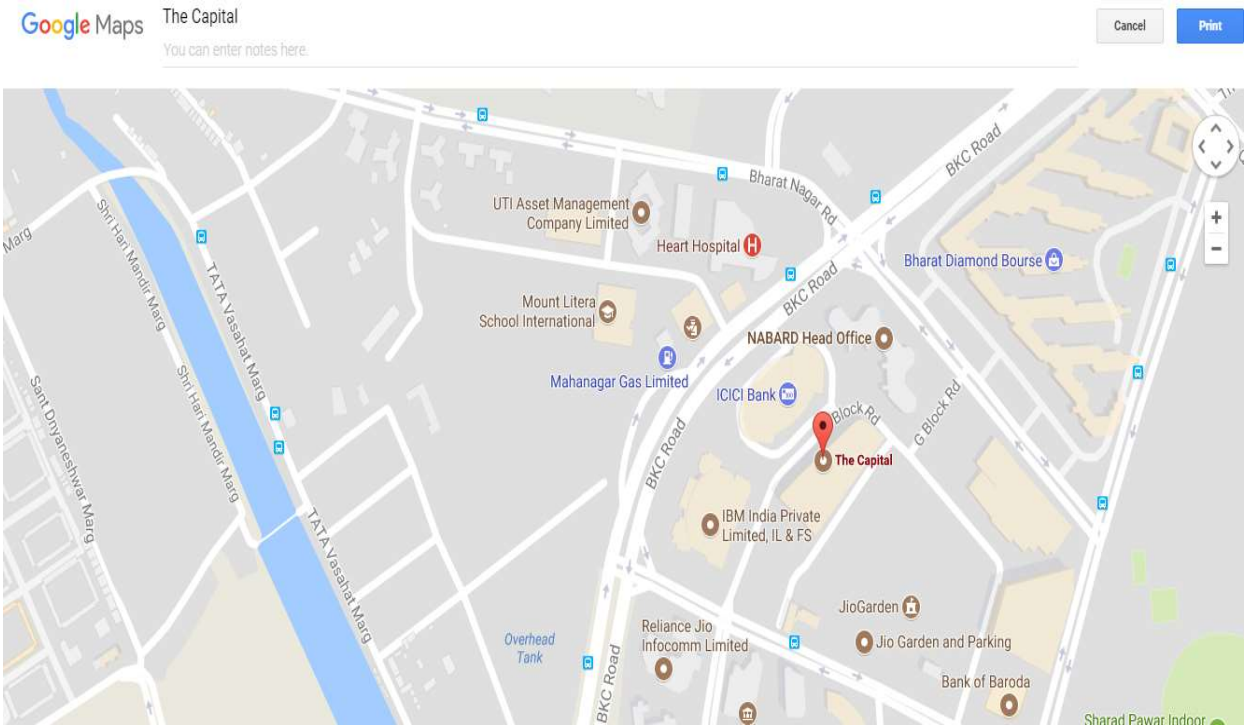 Google Maps
The Capital
You can enter notes here.
Cancel
Print
BKC Road
Bharat Nagar Rd
UTI Asset Management
Company Limited
Heart Hospital
H
Marg
Shri Hari Mandir Marg
TATA Vasahat Marg
Bharat Diamond Bourse
+
−
BKC Road
Mount Litera
School International
NABARD Head Office
Mahanagar Gas Limited
ICICI Bank
Block Rd
G Block Rd
Shri Hari Mandir Marg
Sant Dnyaneshwar Marg
BKC Road
The Capital
IBM India Private
Limited, IL & FS
TATA Vasahat Marg
JioGarden
Overhead
Tank
Reliance Jio
Infocomm Limited
Jio Garden and Parking
BKC Road
Bank of Baroda
Sharad Pawar Indoor